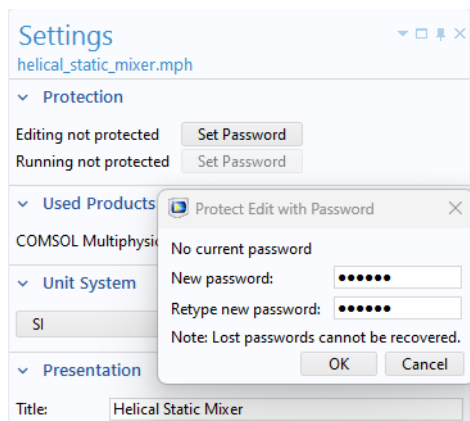 Settings
helical_static_mixer.mph
Protection
Editing not protected Set Password
Running not protected Set Password
Used Products
COMSOL
Unit System
SI
Presentation
Title: Helical Static Mixer
Protect Edit with Password
No current password
New password: ••••••
Retype new password: ••••••
Note: Lost passwords cannot be recovered.
OK Cancel